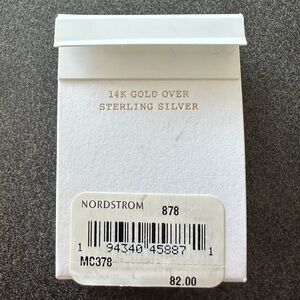 14K GOLD OVER
STERLING SILVER
NORDSTROM 878
1 94340 45887 1
MC378
82.00